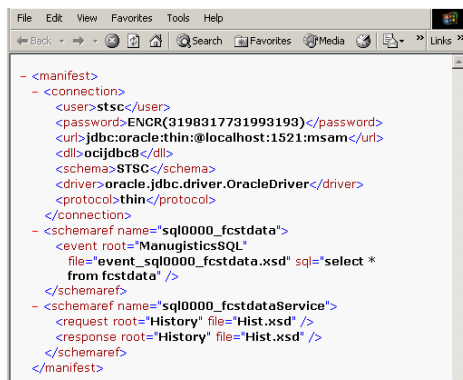 File Edit View Favorites Tools Help
Back Search Favorites Media Links »
- <manifest>
- <connection>
<user>stsc</user>
<password>ENCR(3198317731993193)</password>
<url>jdbc:oracle:thin:@localhost:1521:msam</url>
<dll>ocijdbc8</dll>
<schema>STSC</schema>
<driver>oracle.jdbc.driver.OracleDriver</driver>
<protocol>thin</protocol>
</connection>
- <schemaref name="sql0000_fcstdata">
<event root="ManugisticsSQL"
file="event_sql0000_fcstdata.xsd" sql="select *
from fcstdata" />
</schemaref>
- <schemaref name="sql0000_fcstdataService">
<request root="History" file="Hist.xsd" />
<response root="History" file="Hist.xsd" />
</schemaref>
</manifest>